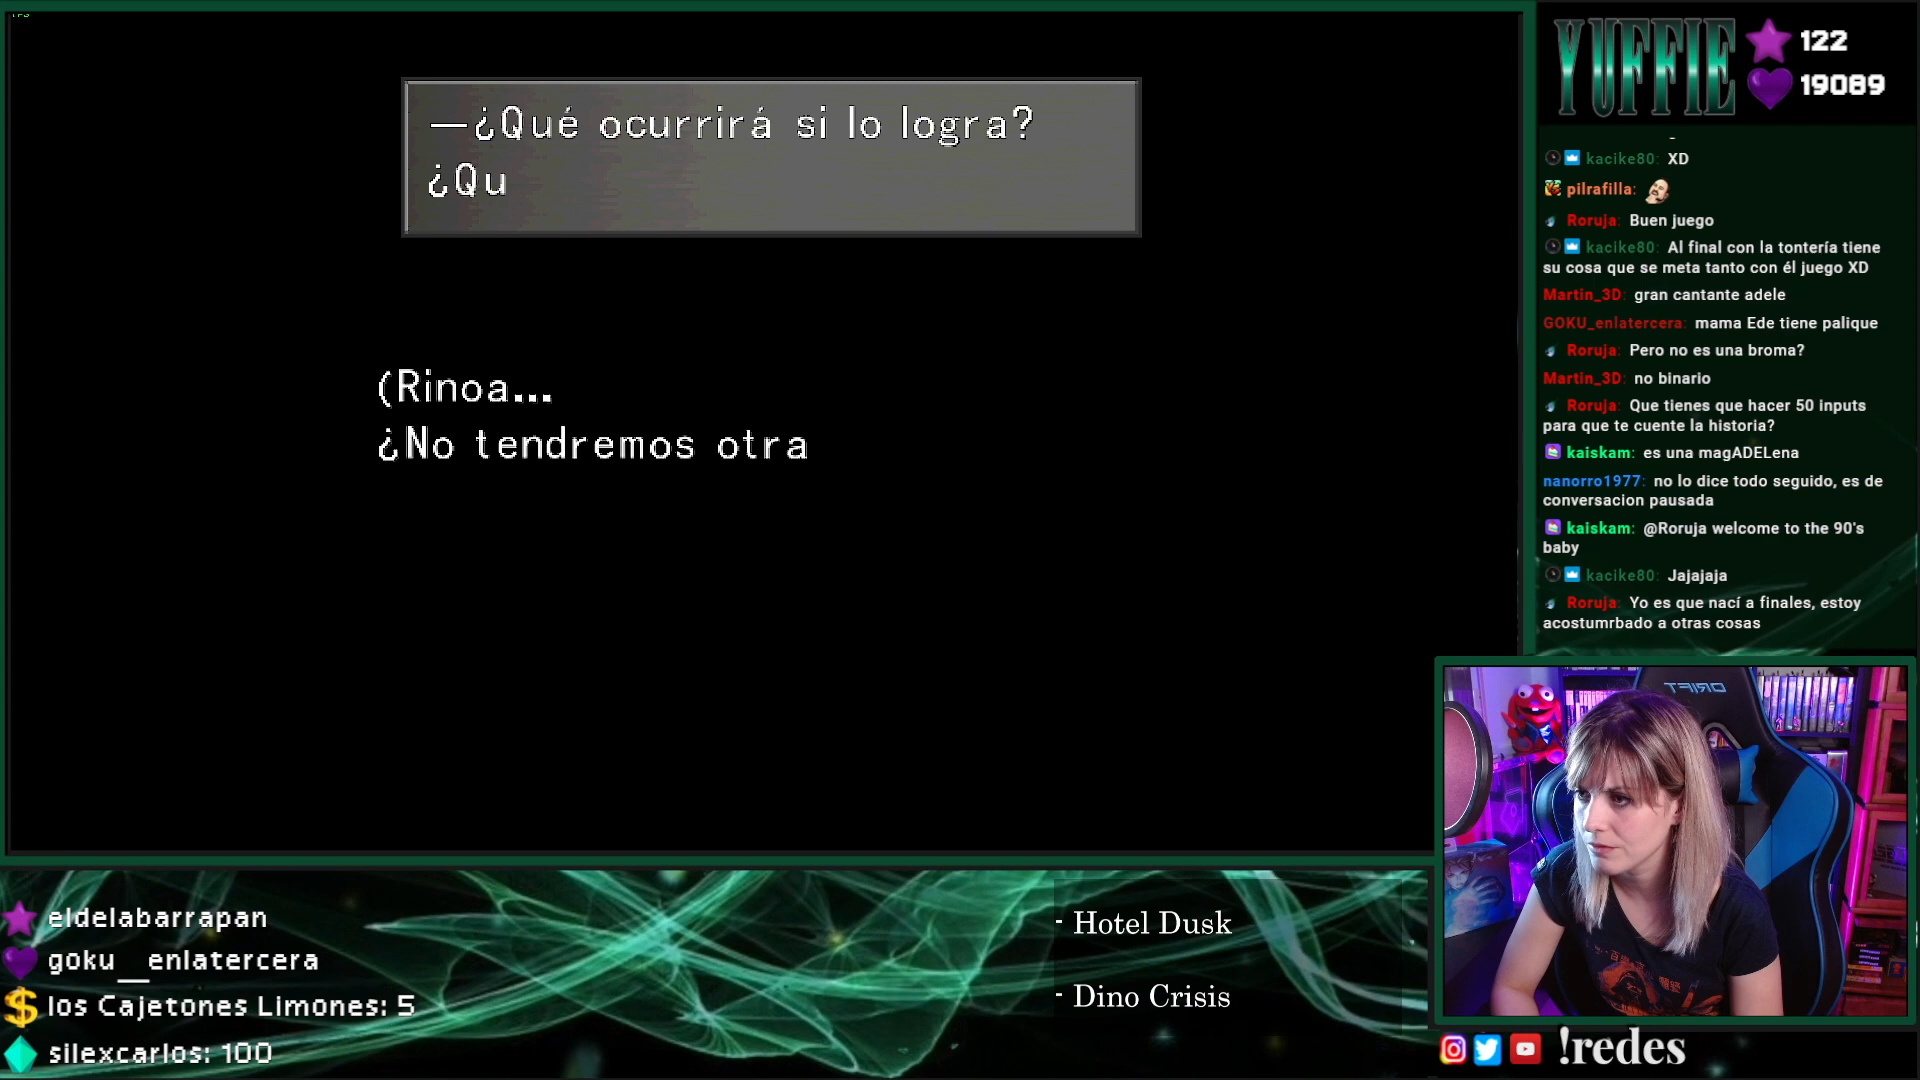 FPS
—¿Qué ocurrirá si lo logra?
¿Qu
(Rinoa...
¿No tendremos otra
YUFFIE
122
19089
kacike80: XD
pilrafilla:
Roruja: Buen juego
kacike80: Al final con la tontería tiene
su cosa que se meta tanto con él juego XD
Martin_3D: gran cantante adele
GOKU_enlatercera: mama Ede tiene palique
Roruja: Pero no es una broma?
Martin_3D: no binario
Roruja: Que tienes que hacer 50 inputs
para que te cuente la historia?
kaiskam: es una magADELena
nanorro1977: no lo dice todo seguido, es de
conversacion pausada
kaiskam: @Roruja welcome to the 90's
baby
kacike80: Jajajaja
Roruja: Yo es que nací a finales, estoy
acostumrbado a otras cosas
DRIFT
eldelabarrapan
goku__enlatercera
los Cajetones Limones: 5
silexcarlos: 100
- Hotel Dusk
- Dino Crisis
!redes